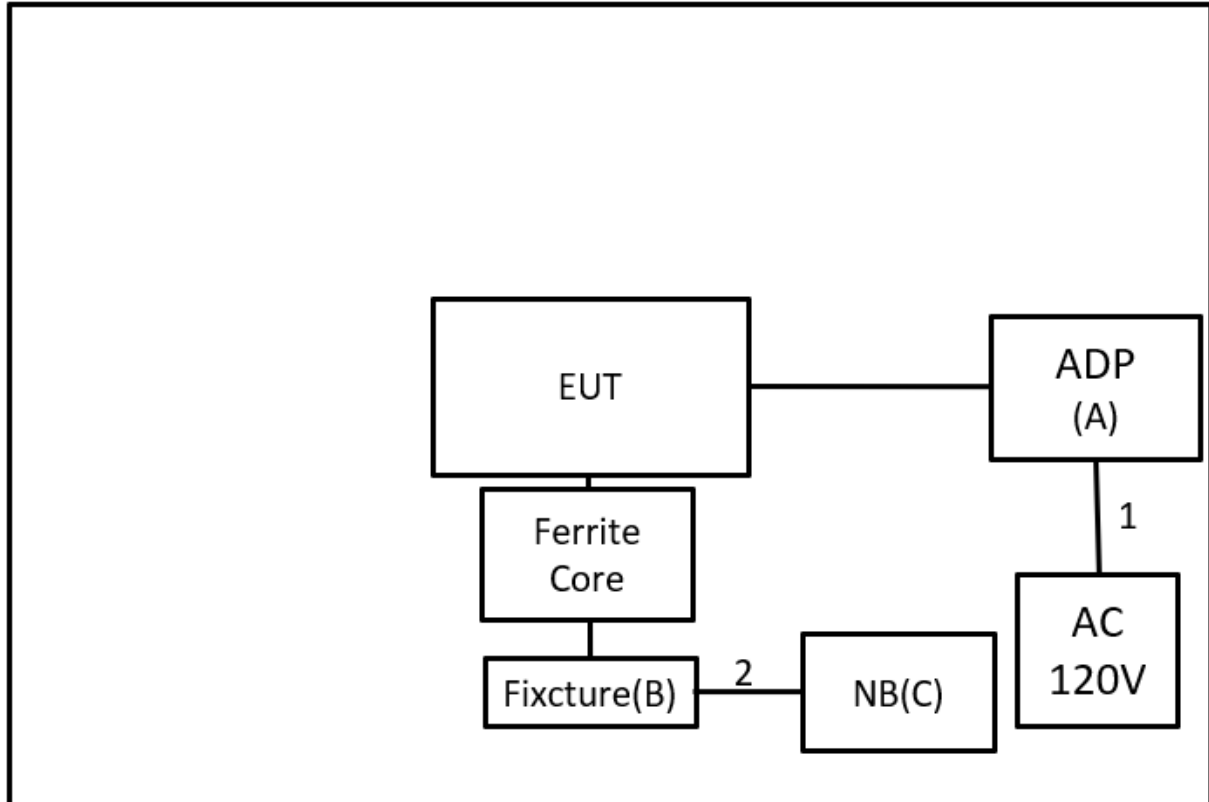 EUT
ADP
(A)
1
Ferrite
Core
AC
120V
Fixcture(B)
2
NB(C)